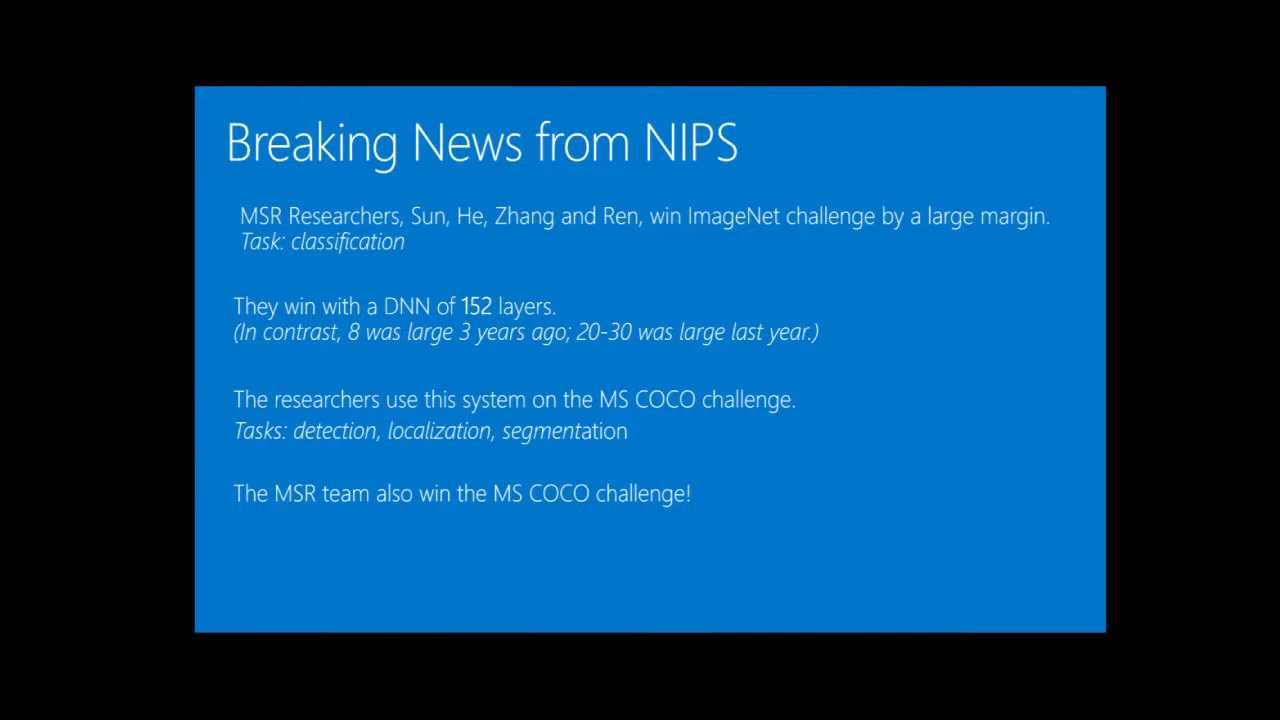 Breaking News from NIPS
MSR Researchers, Sun, He, Zhang and Ren, win ImageNet challenge by a large margin.
Task: classification
They win with a DNN of 152 layers.
(In contrast, 8 was large 3 years ago; 20-30 was large last year.)
The researchers use this system on the MS COCO challenge.
Tasks: detection, localization, segmentation
The MSR team also win the MS COCO challenge!